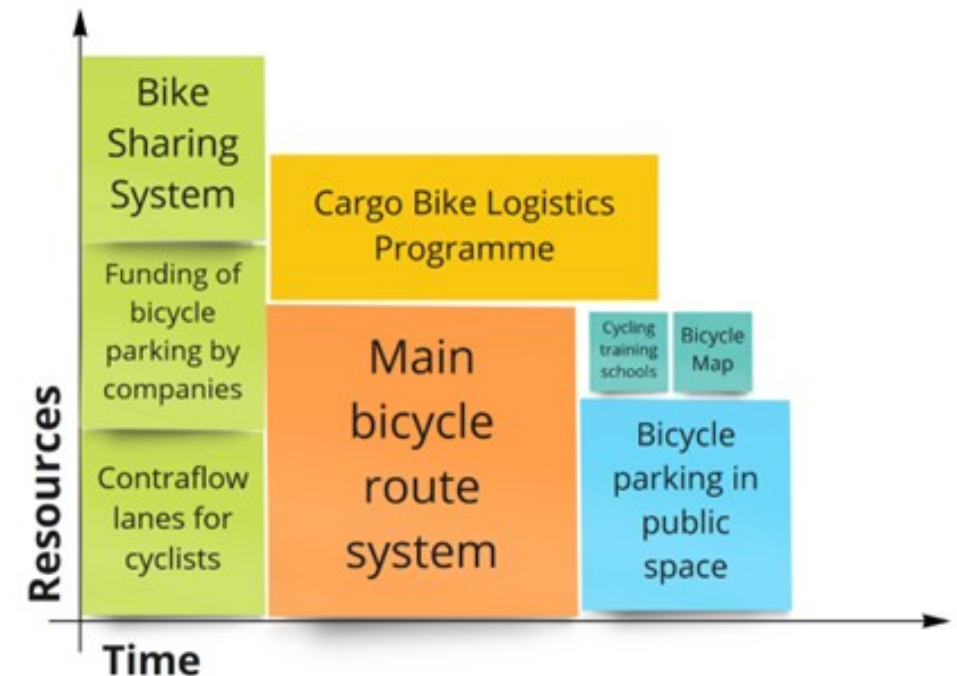 Bike
Sharing
System
Cargo Bike Logistics
Programme
Funding of
bicycle
parking by
companies
Main
bicycle
route
system
Cycling
training
schools
Bicycle
Map
Contraflow
lanes for
cyclists
Bicycle
parking in
public
space
Resources
Time